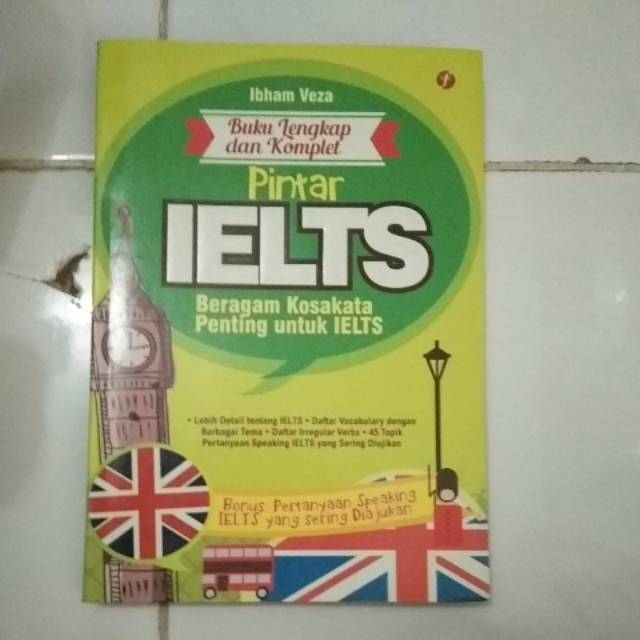 Ibham Veza
Buku Lengkap
dan Komplet
Pintar
IELTS
Beragam Kosakata
Penting untuk IELTS
• Lebih Detail tentang IELTS • Daftar Vocabulary dengan
Berbagai Tema • Daftar Irregular Verbs • 45 Topik
Pertanyaan Speaking IELTS yang Sering Diujikan
Bonus Pertanyaan Speaking
IELTS yang sering Diajukan